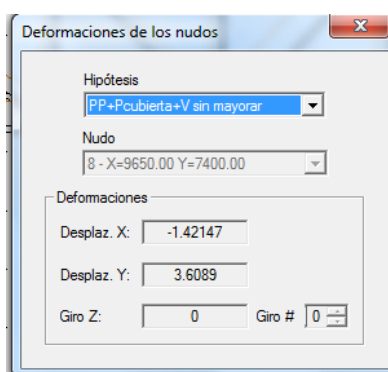 Deformaciones de los nudos
Hipótesis
PP+Pcubierta+V sin mayorar
Nudo
8 - X=9650.00 Y=7400.00
Deformaciones
Desplaz. X: -1.42147
Desplaz. Y: 3.6089
Giro Z: 0 Giro # 0